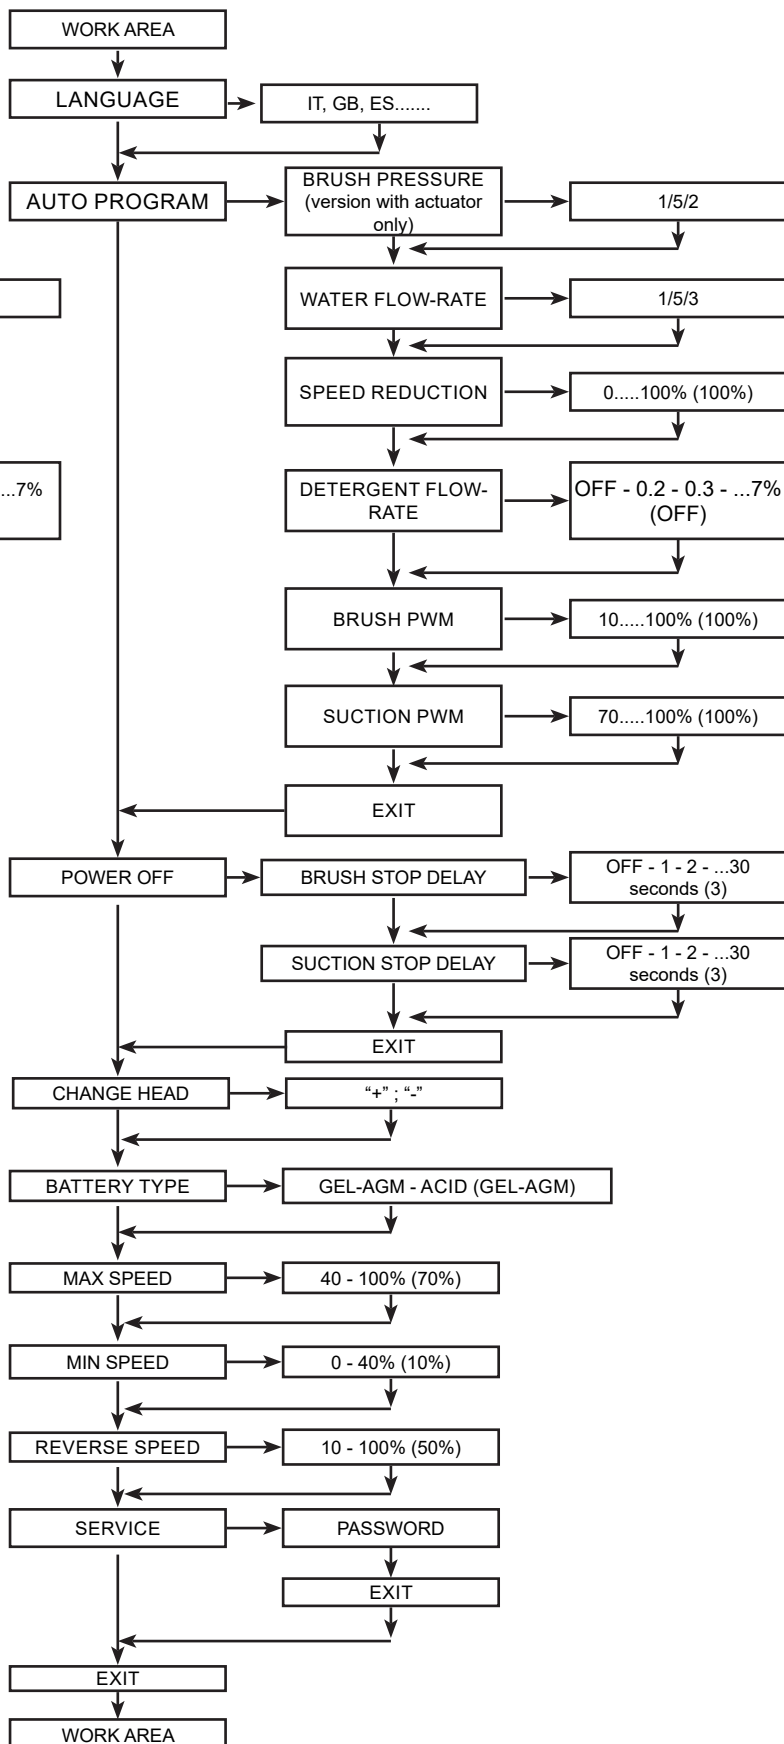 WORK AREA
LANGUAGE
IT, GB, ES.......
AUTO PROGRAM
BRUSH PRESSURE
(version with actuator
only)
1/5/2
WATER FLOW-RATE
1/5/3
SPEED REDUCTION
0.....100% (100%)
...7%
DETERGENT FLOW-
RATE
OFF - 0.2 - 0.3 - ...7%
(OFF)
BRUSH PWM
10.....100% (100%)
SUCTION PWM
70.....100% (100%)
EXIT
POWER OFF
BRUSH STOP DELAY
OFF - 1 - 2 - ...30
seconds (3)
SUCTION STOP DELAY
OFF - 1 - 2 - ...30
seconds (3)
EXIT
CHANGE HEAD
“+” ; “-”
BATTERY TYPE
GEL-AGM - ACID (GEL-AGM)
MAX SPEED
40 - 100% (70%)
MIN SPEED
0 - 40% (10%)
REVERSE SPEED
10 - 100% (50%)
SERVICE
PASSWORD
EXIT
EXIT
WORK AREA